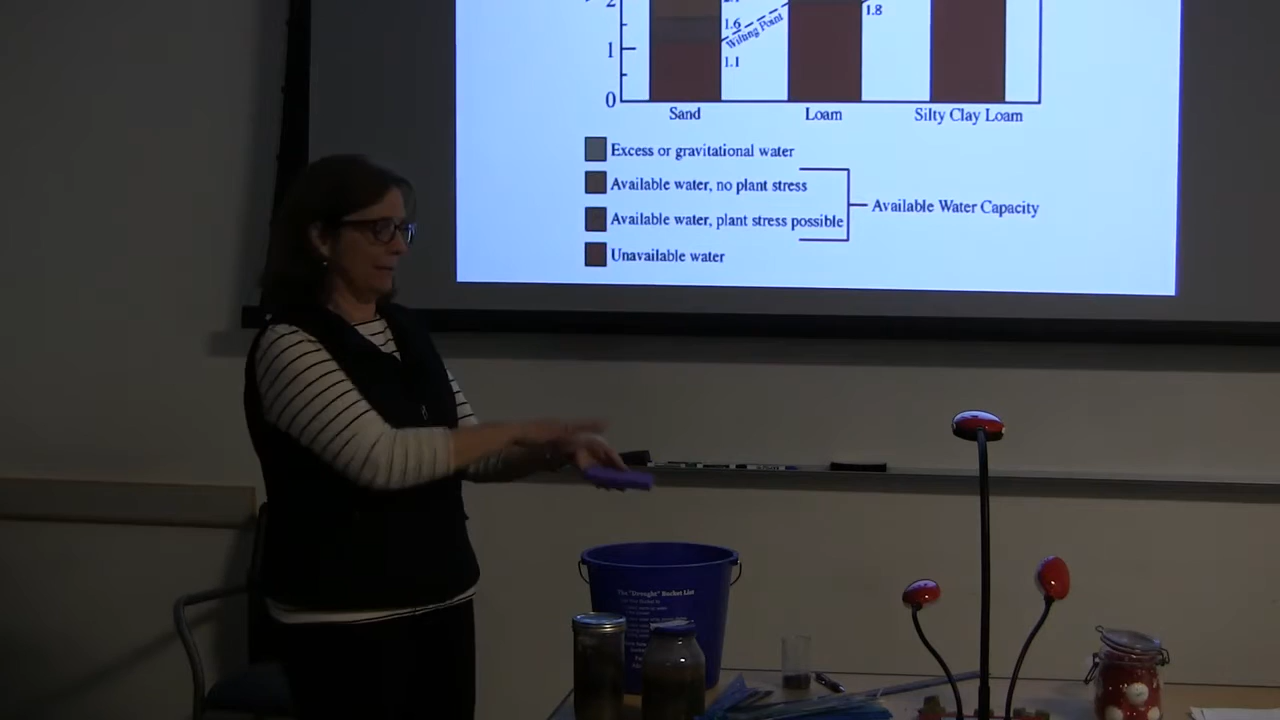 2
1.6
1.8
Wilting Point
1
1.1
0
Sand
Loam
Silty Clay Loam
Excess or gravitational water
Available water, no plant stress
Available Water Capacity
Available water, plant stress possible
Unavailable water
The "Drought" Bucket List